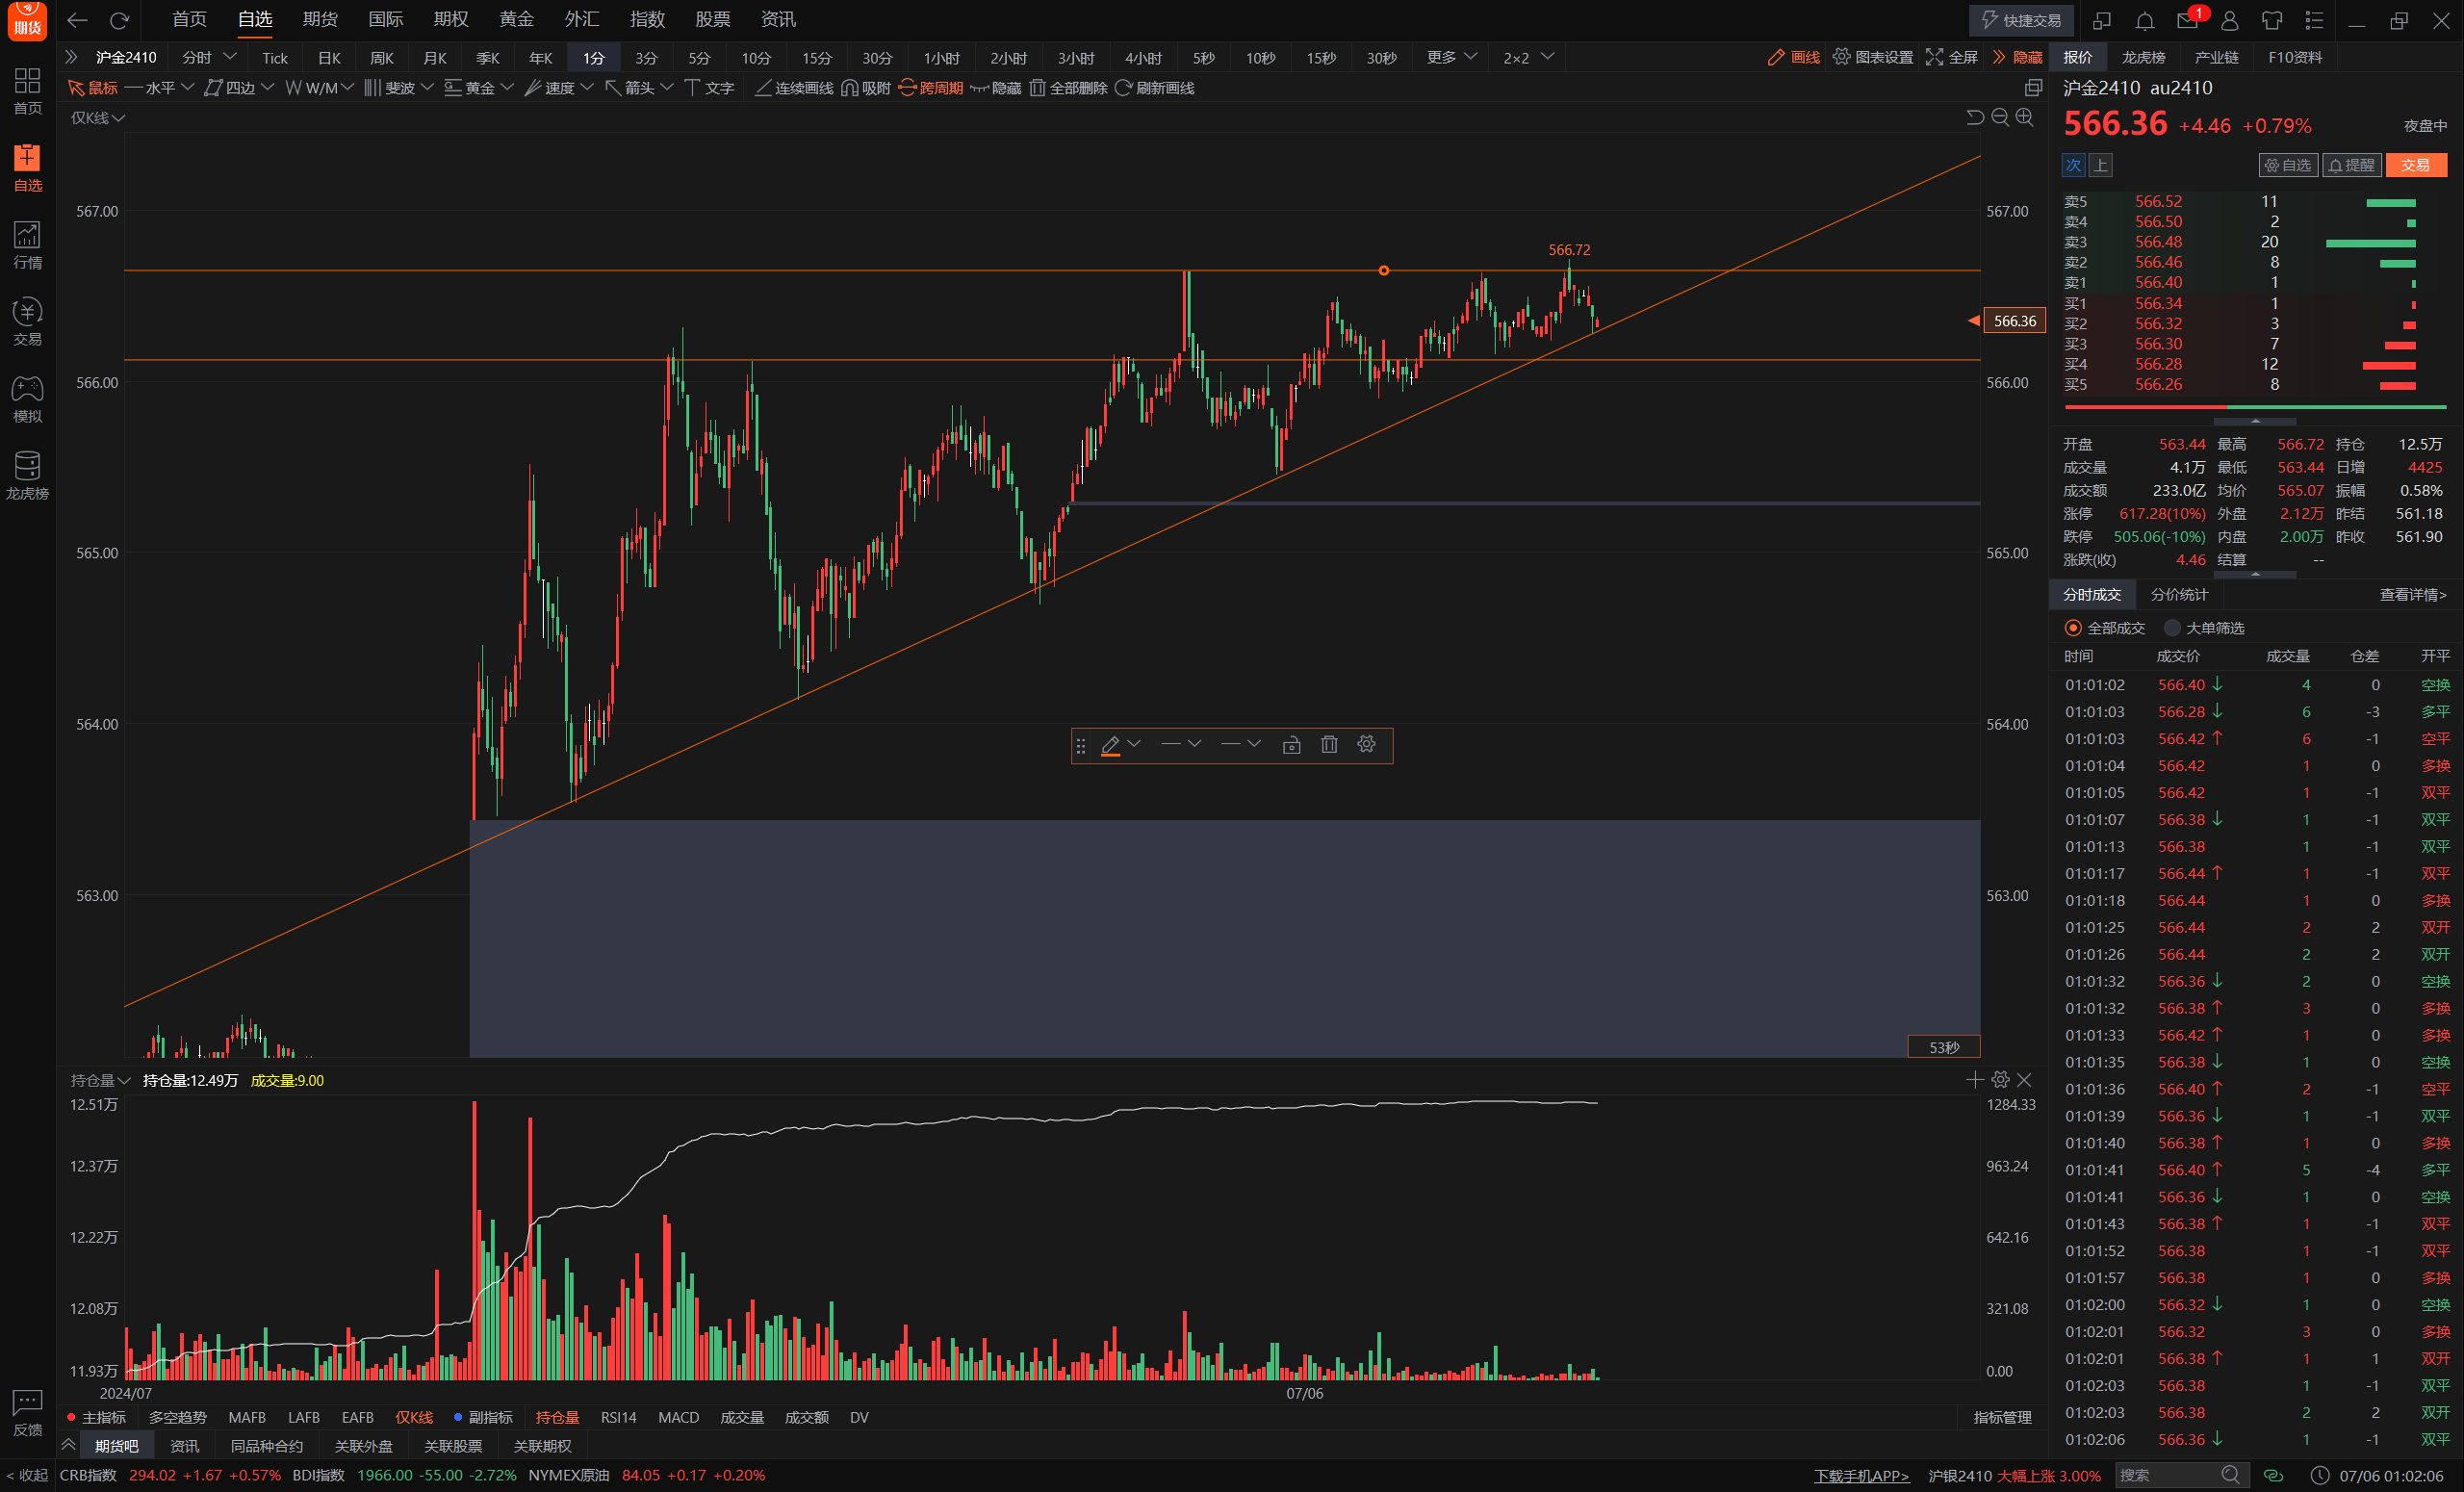 期货
首页 自选 期货 国际 期权 黄金 外汇 指数 股票 资讯
快捷交易 1
沪金2410 分时 Tick 日K 周K 月K 季K 年K 1分 3分 5分 10分 15分 30分 1小时 2小时 3小时 4小时 5秒 10秒 15秒 30秒 更多 2×2
画线 图表设置 全屏 隐藏
鼠标 水平 四边 W/M 斐波 黄金 速度 箭头 文字 连续画线 吸附 跨周期 隐藏 全部删除 刷新画线
首页
自选
行情
交易
模拟
龙虎榜
反馈
< 收起
仅K线
567.00
566.00
565.00
564.00
563.00
566.72
567.00
566.36
566.00
565.00
564.00
563.00
53秒
持仓量 持仓量:12.49万 成交量:9.00
12.51万
12.37万
12.22万
12.08万
11.93万
1284.33
963.24
642.16
321.08
0.00
2024/07 07/06
主指标 多空趋势 MAFB LAFB EAFB 仅K线 副指标 持仓量 RSI14 MACD 成交量 成交额 DV 指标管理
期货吧 资讯 同品种合约 关联外盘 关联股票 关联期权
报价 龙虎榜 产业链 F10资料
沪金2410 au2410
566.36 +4.46 +0.79% 夜盘中
次 上 自选 提醒 交易
卖5 566.52 11
卖4 566.50 2
卖3 566.48 20
卖2 566.46 8
卖1 566.40 1
买1 566.34 1
买2 566.32 3
买3 566.30 7
买4 566.28 12
买5 566.26 8
开盘 563.44 最高 566.72 持仓 12.5万
成交量 4.1万 最低 563.44 日增 4425
成交额 233.0亿 均价 565.07 振幅 0.58%
涨停 617.28(10%) 外盘 2.12万 昨结 561.18
跌停 505.06(-10%) 内盘 2.00万 昨收 561.90
涨跌(收) 4.46 结算 --
分时成交 分价统计 查看详情>
全部成交 大单筛选
时间 成交价 成交量 仓差 开平
01:01:02 566.40 ↓ 4 0 空换
01:01:03 566.28 ↓ 6 -3 多平
01:01:03 566.42 ↑ 6 -1 空平
01:01:04 566.42 1 0 多换
01:01:05 566.42 1 -1 双平
01:01:07 566.38 ↓ 1 -1 双平
01:01:13 566.38 1 -1 双平
01:01:17 566.44 ↑ 1 -1 双平
01:01:18 566.44 1 0 多换
01:01:25 566.44 2 2 双开
01:01:26 566.44 2 2 双开
01:01:32 566.36 ↓ 2 0 空换
01:01:32 566.38 ↑ 3 0 多换
01:01:33 566.42 ↑ 1 0 多换
01:01:35 566.38 ↓ 1 0 空换
01:01:36 566.40 ↑ 2 -1 空平
01:01:39 566.36 ↓ 1 -1 双平
01:01:40 566.38 ↑ 1 0 多换
01:01:41 566.40 ↑ 5 -4 多平
01:01:41 566.36 ↓ 1 0 空换
01:01:43 566.38 ↑ 1 -1 双平
01:01:52 566.38 1 -1 双平
01:01:57 566.38 1 0 多换
01:02:00 566.32 ↓ 1 0 空换
01:02:01 566.32 3 0 多换
01:02:01 566.38 ↑ 1 1 双开
01:02:03 566.38 1 -1 双平
01:02:03 566.38 2 2 双开
01:02:06 566.36 ↓ 1 -1 双平
CRB指数 294.02 +1.67 +0.57% BDI指数 1966.00 -55.00 -2.72% NYMEX原油 84.05 +0.17 +0.20%
下载手机APP> 沪银2410 大幅上涨 3.00% 搜索 07/06 01:02:06